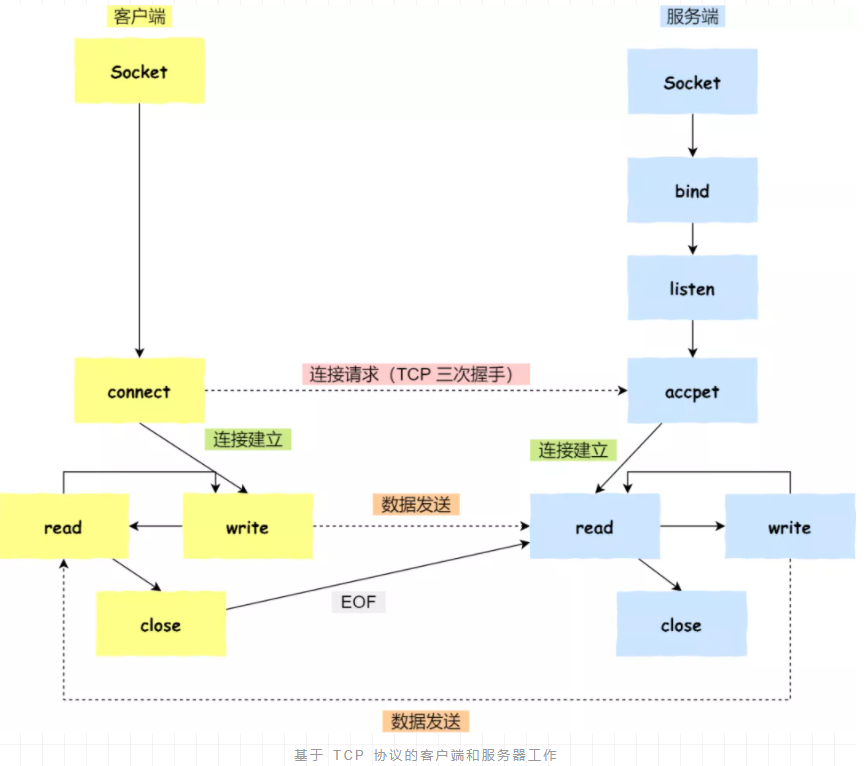 客户端
服务端
Socket
Socket
bind
listen
connect
连接请求（TCP 三次握手）
accpet
连接建立
连接建立
read
write
数据发送
read
write
close
EOF
close
数据发送
基于 TCP 协议的客户端和服务器工作